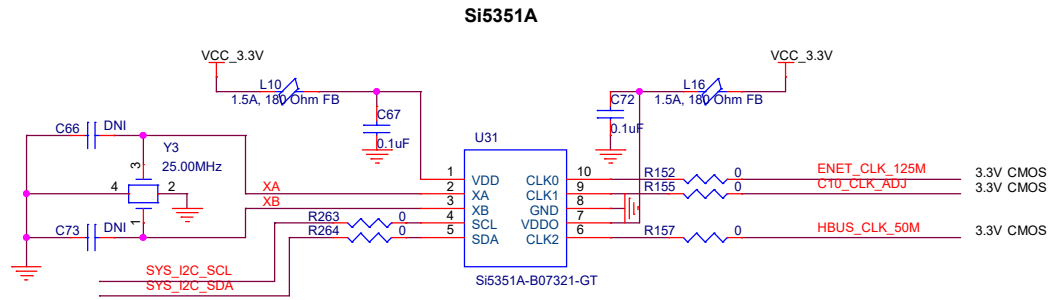 Si5351A
VCC_3.3V
VCC_3.3V
L10
1.5A, 180 Ohm FB
L16
1.5A, 180 Ohm FB
C67
0.1uF
C72
0.1uF
C66
DNI
Y3
25.00MHz
3
4
2
1
C73
DNI
U31
1
VDD
CLK0
10
R152
0
ENET_CLK_125M
3.3V CMOS
XA
2
XA
CLK1
9
R155
0
C10_CLK_ADJ
3.3V CMOS
XB
3
XB
GND
8
R263
0
4
SCL
VDDO
7
R264
0
5
SDA
CLK2
6
R157
0
HBUS_CLK_50M
3.3V CMOS
SYS_I2C_SCL
SYS_I2C_SDA
Si5351A-B07321-GT